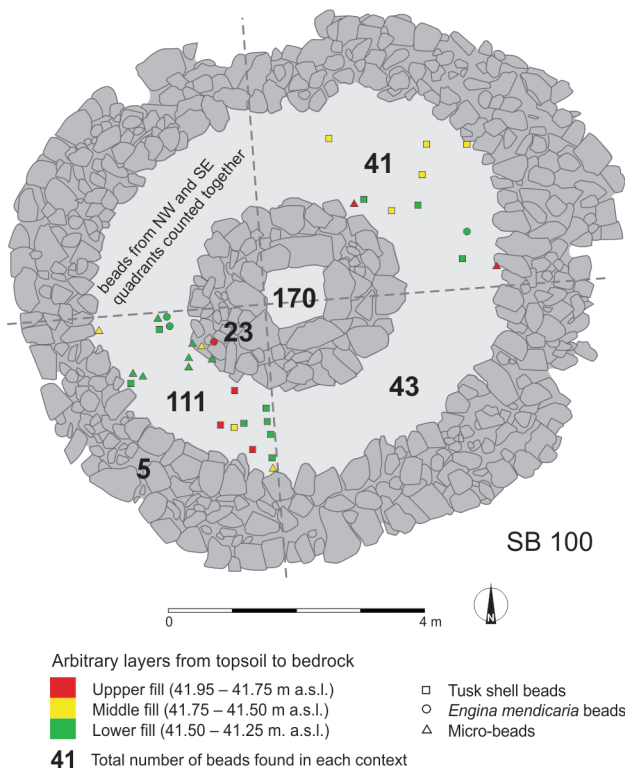 41
beads from NW and SE
quadrants counted together
170
23
43
111
5
SB 100
N
0 4 m
Arbitrary layers from topsoil to bedrock
Uppper fill (41.95 – 41.75 m a.s.l.)
Middle fill (41.75 – 41.50 m a.s.l.)
Lower fill (41.50 – 41.25 m. a.s.l.)
41 Total number of beads found in each context
Tusk shell beads
Engina mendicaria beads
Micro-beads